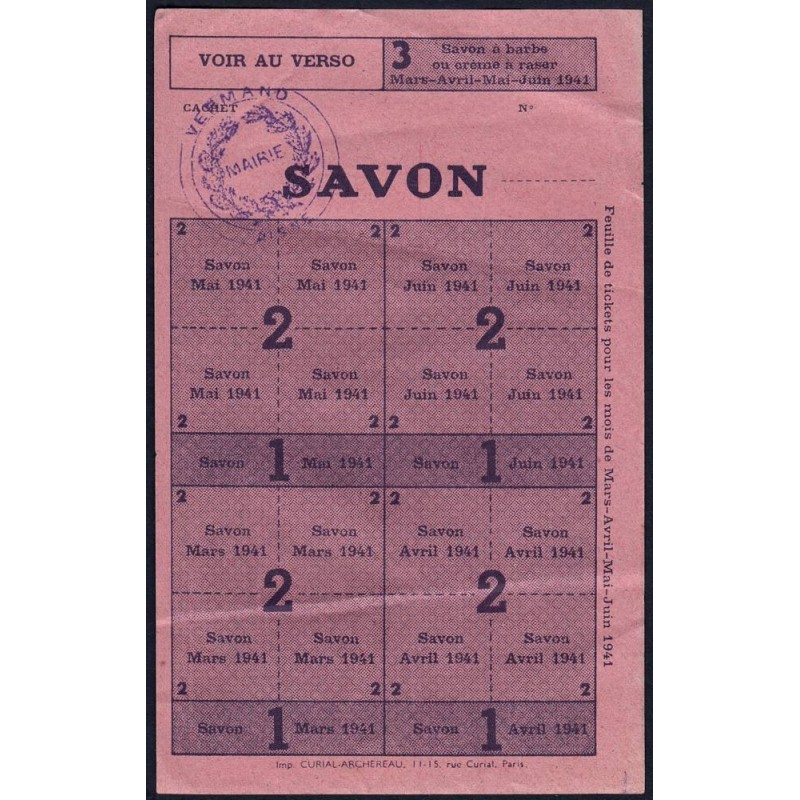 VOIR AU VERSO
3 Savon à barbe
ou crème à raser
Mars-Avril-Mai-Juin 1941
CACHET N°
VERMAND
MAIRIE
AISNE
SAVON
2 2 2 2
Savon Savon Savon Savon
Mai 1941 Mai 1941 Juin 1941 Juin 1941
2 2
Savon Savon Savon Savon
Mai 1941 Mai 1941 Juin 1941 Juin 1941
2 2 2 2
Savon 1 Mai 1941 Savon 1 Juin 1941
2 2 2 2
Savon Savon Savon Savon
Mars 1941 Mars 1941 Avril 1941 Avril 1941
2 2
Savon Savon Savon Savon
Mars 1941 Mars 1941 Avril 1941 Avril 1941
2 2 2 2
Savon 1 Mars 1941 Savon 1 Avril 1941
Feuille de tickets pour les mois de Mars-Avril-Mai-Juin 1941
Imp. CURIAL-ARCHEREAU, 11-15, rue Curial, Paris.